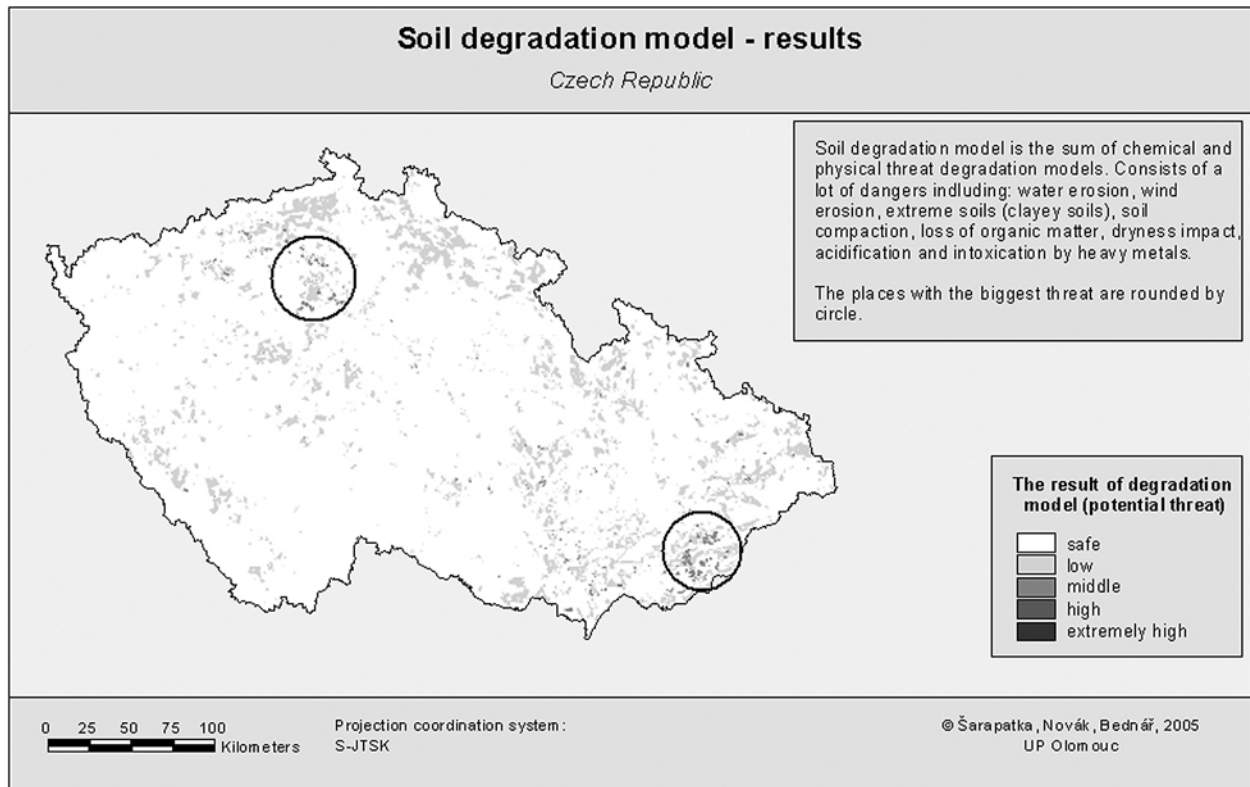 Soil degradation model - results
Czech Republic
Soil degradation model is the sum of chemical and
physical threat degradation models. Consists of a
lot of dangers including: water erosion, wind
erosion, extreme soils (clayey soils), soil
compaction, loss of organic matter, dryness impact,
acidification and intoxication by heavy metals.
The places with the biggest threat are rounded by
circle.
The result of degradation
model (potential threat)
safe
low
middle
high
extremely high
0 25 50 75 100
Kilometers
Projection coordination system:
S-JTSK
© Šarapatka, Novák, Bednář, 2005
UP Olomouc